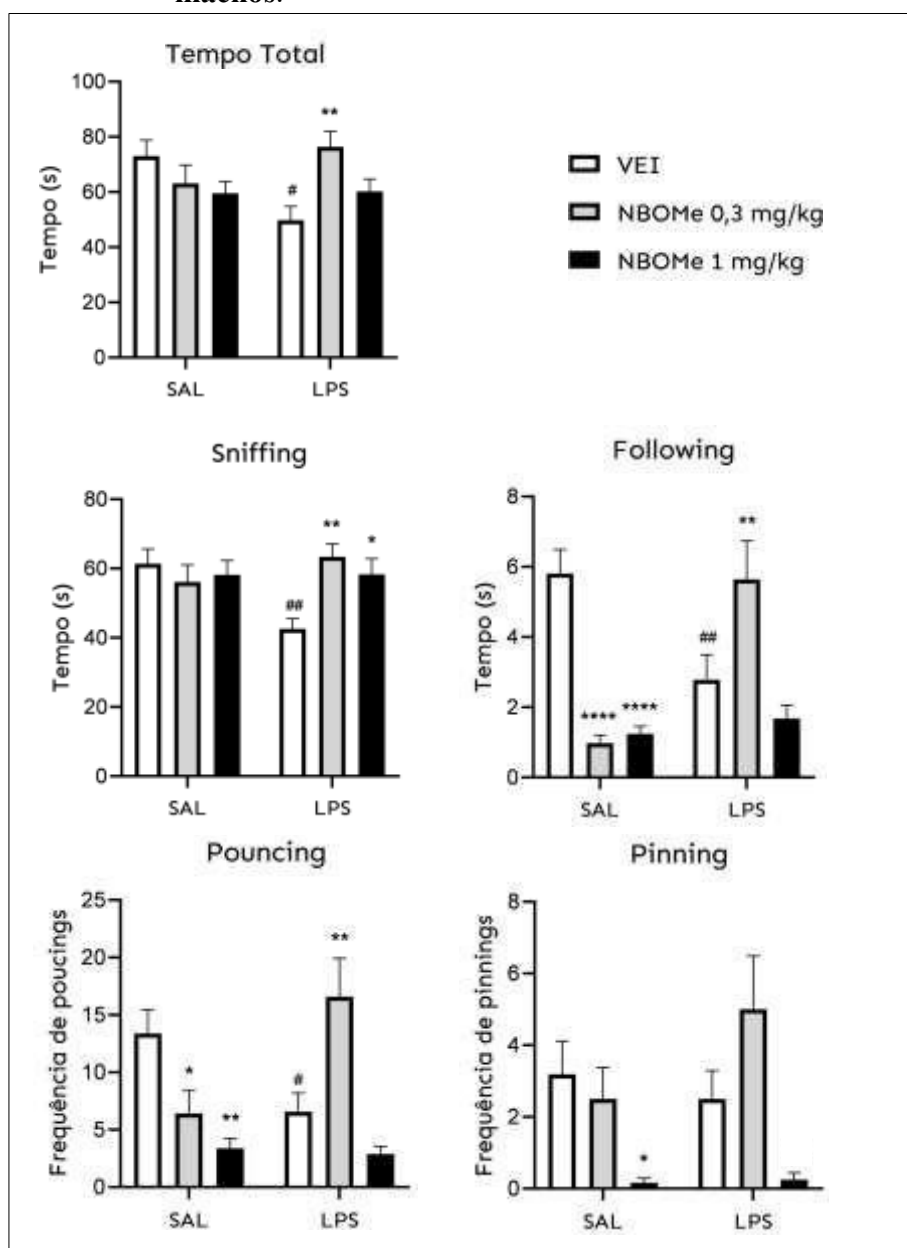 machos.
Tempo Total
Tempo (s)
100
80
60
40
20
0
#
**
SAL
LPS
VEI
NBOMe 0,3 mg/kg
NBOMe 1 mg/kg
Sniffing
Tempo (s)
80
60
40
20
0
##
**
*
SAL
LPS
Following
Tempo (s)
8
6
4
2
0
****
****
##
**
SAL
LPS
Pouncing
Frequência de poucings
25
20
15
10
5
0
*
**
#
**
SAL
LPS
Pinning
Frequência de pinnings
8
6
4
2
0
*
SAL
LPS